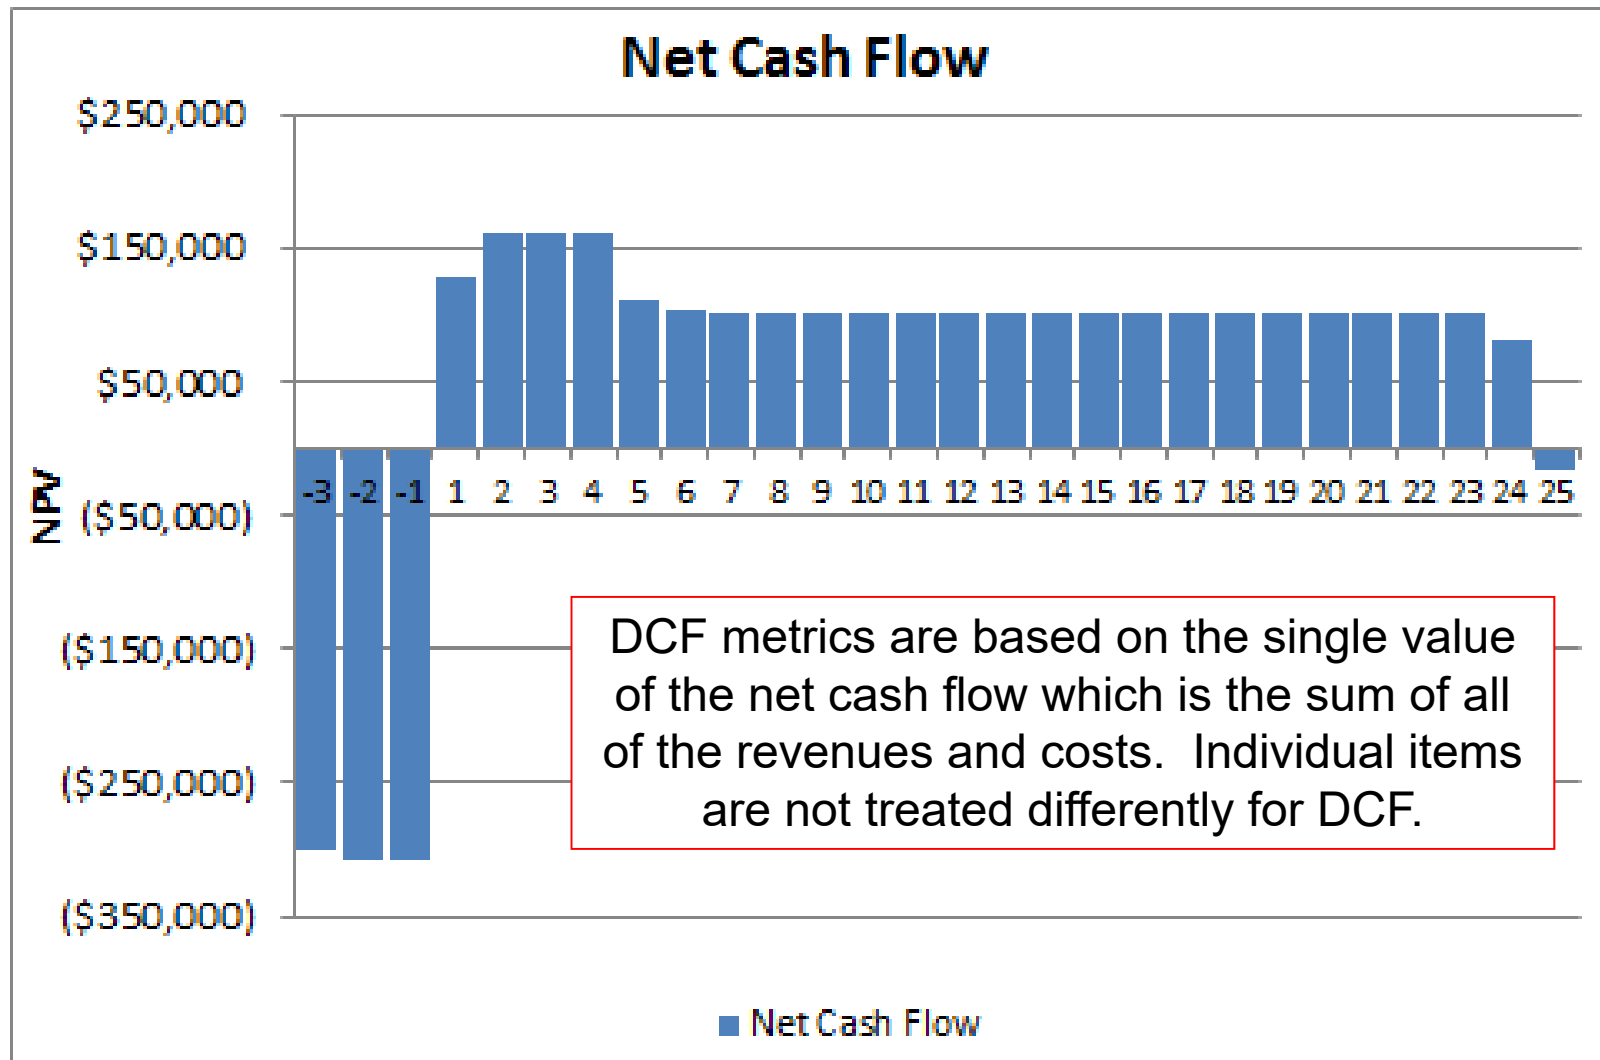 Net Cash Flow
$250,000
$150,000
$50,000
($50,000)
($150,000)
($250,000)
($350,000)
NPV
-3 -2 -1 1 2 3 4 5 6 7 8 9 10 11 12 13 14 15 16 17 18 19 20 21 22 23 24 25
DCF metrics are based on the single value
of the net cash flow which is the sum of all
of the revenues and costs.  Individual items
are not treated differently for DCF.
Net Cash Flow